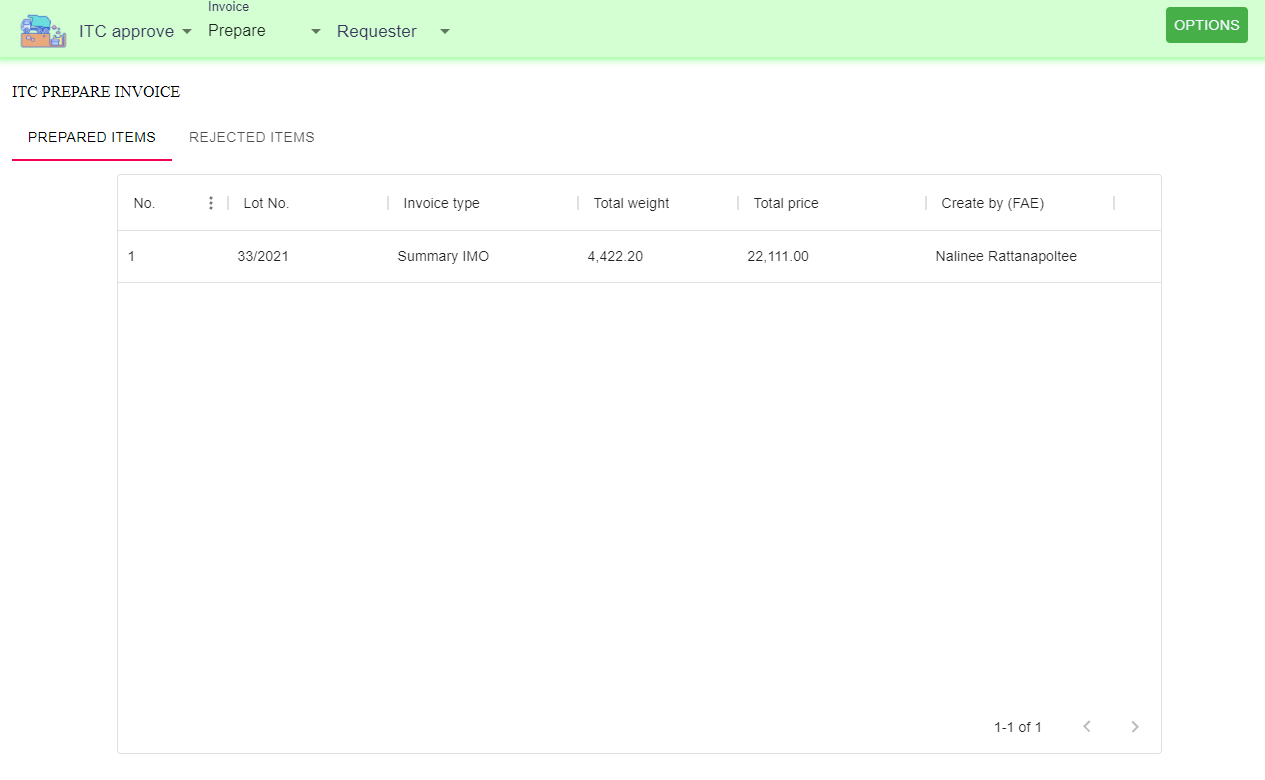 Invoice
ITC approve Prepare Requester OPTIONS
ITC PREPARE INVOICE
PREPARED ITEMS REJECTED ITEMS
No. Lot No. Invoice type Total weight Total price Create by (FAE)
1 33/2021 Summary IMO 4,422.20 22,111.00 Nalinee Rattanapoltee
1-1 of 1